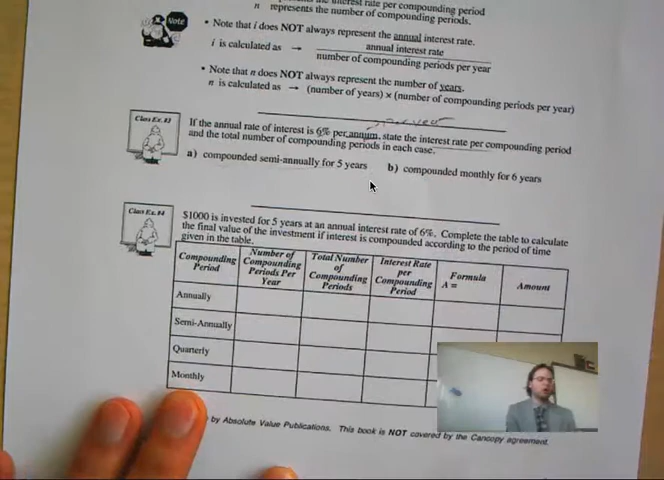 interest rate per compounding period
n represents the number of compounding periods.
Note
• Note that i does NOT always represent the annual interest rate.
i is calculated as → annual interest rate
number of compounding periods per year
• Note that n does NOT always represent the number of years.
n is calculated as → (number of years) × (number of compounding periods per year)
per year
Class Ex. #3
If the annual rate of interest is 6% per annum, state the interest rate per compounding period
and the total number of compounding periods in each case.
a) compounded semi-annually for 5 years b) compounded monthly for 6 years
Class Ex. #4
$1000 is invested for 5 years at an annual interest rate of 6%. Complete the table to calculate
the final value of the investment if interest is compounded according to the period of time
given in the table.
Compounding Period
Number of Compounding Periods Per Year
Total Number of Compounding Periods
Interest Rate per Compounding Period
Formula A =
Amount
Annually
Semi-Annually
Quarterly
Monthly
by Absolute Value Publications. This book is NOT covered by the Cancopy agreement.